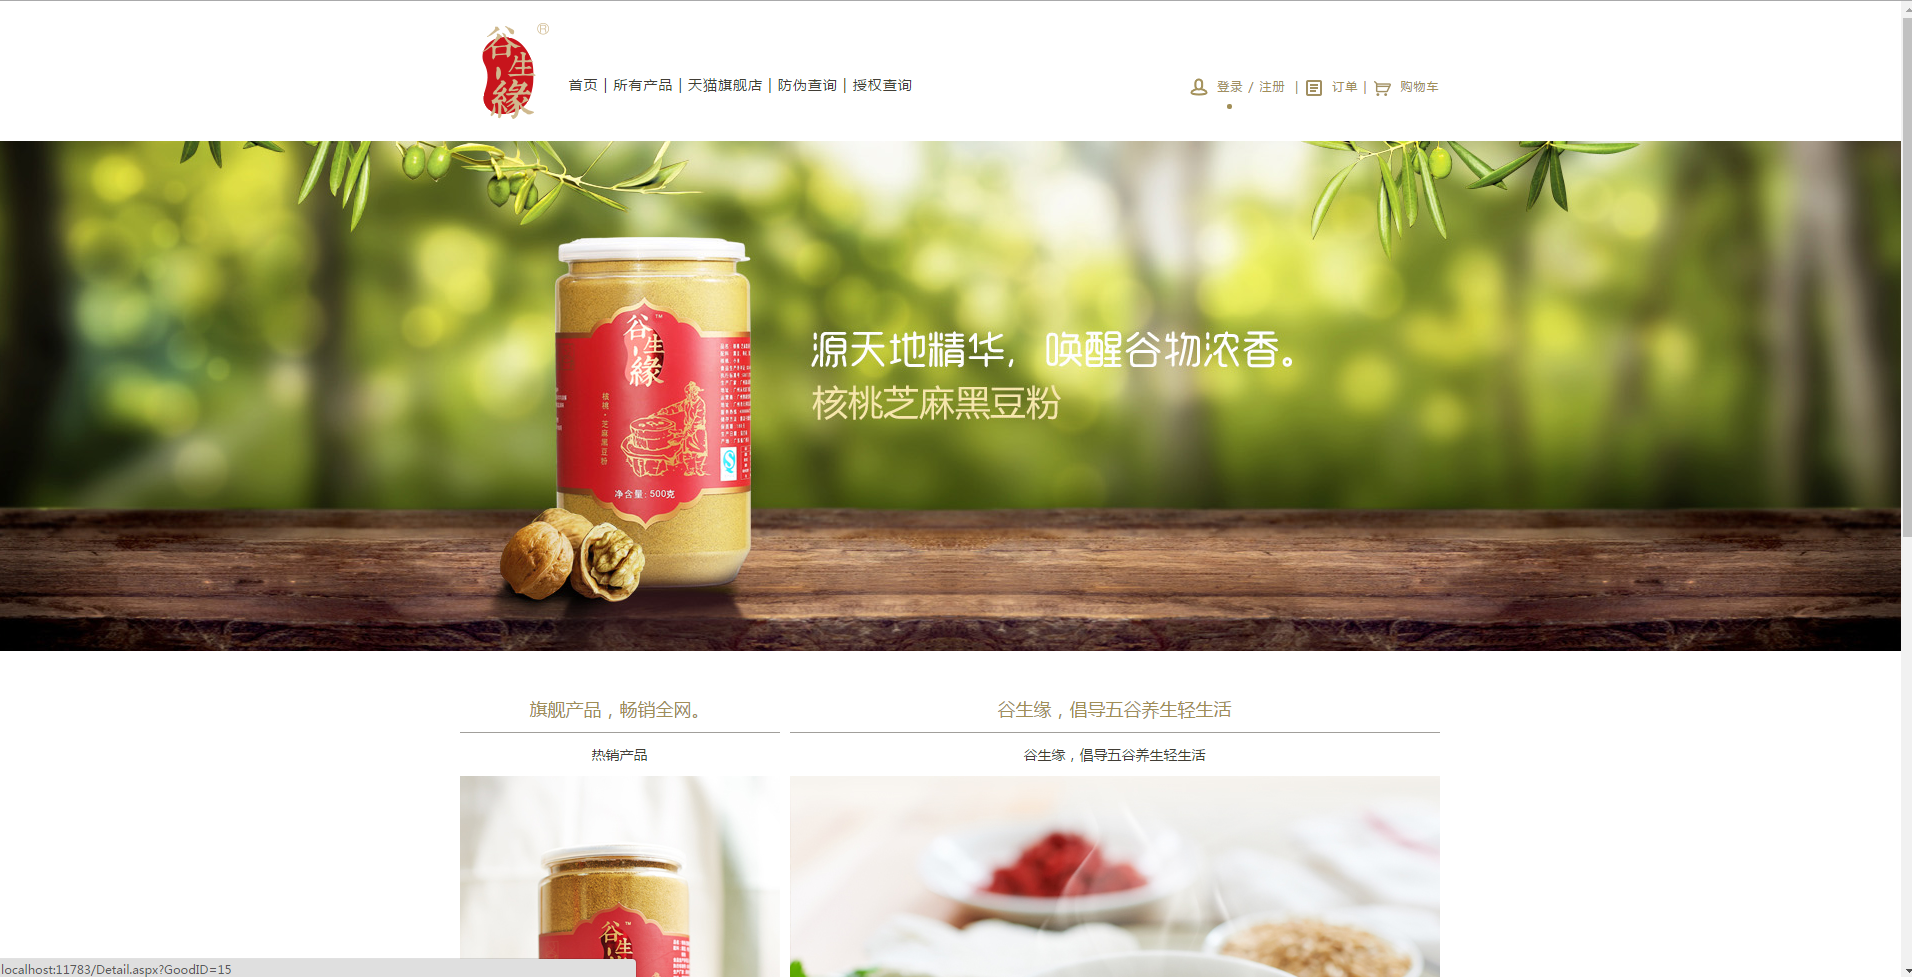 谷生緣 ®
首页 | 所有产品 | 天猫旗舰店 | 防伪查询 | 授权查询
登录 / 注册 | 订单 | 购物车
谷生緣 ™
核桃·芝麻黑豆粉
净含量: 500克
源天地精华，唤醒谷物浓香。
核桃芝麻黑豆粉
旗舰产品，畅销全网。
热销产品
谷生缘，倡导五谷养生轻生活
谷生缘，倡导五谷养生轻生活
谷生 ™
localhost:11783/Detail.aspx?GoodID=15